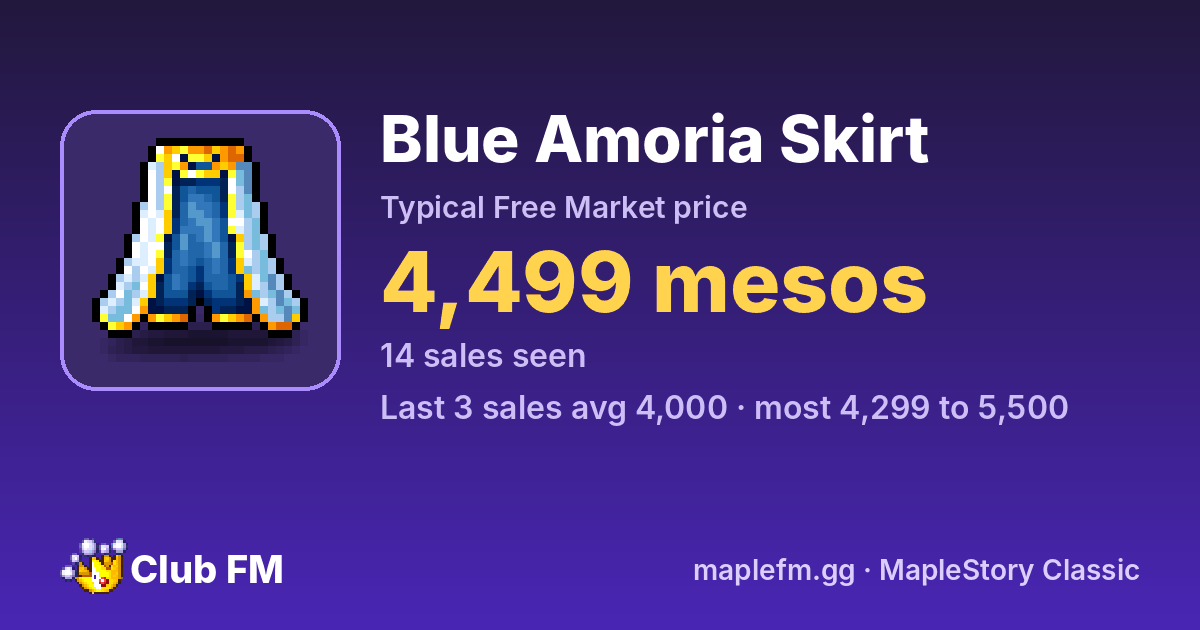 Blue Amoria Skirt
Typical Free Market price
4,499 mesos
14 sales seen
Last 3 sales avg 4,000 · most 4,299 to 5,500
Club FM
maplefm.gg · MapleStory Classic